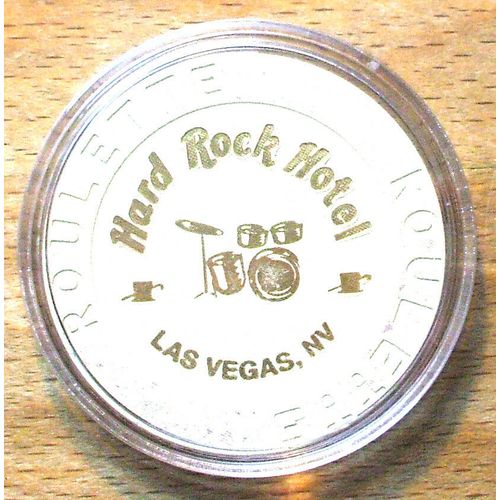 ROULETTE
Hard Rock Hotel
LAS VEGAS, NV
ROULETTE